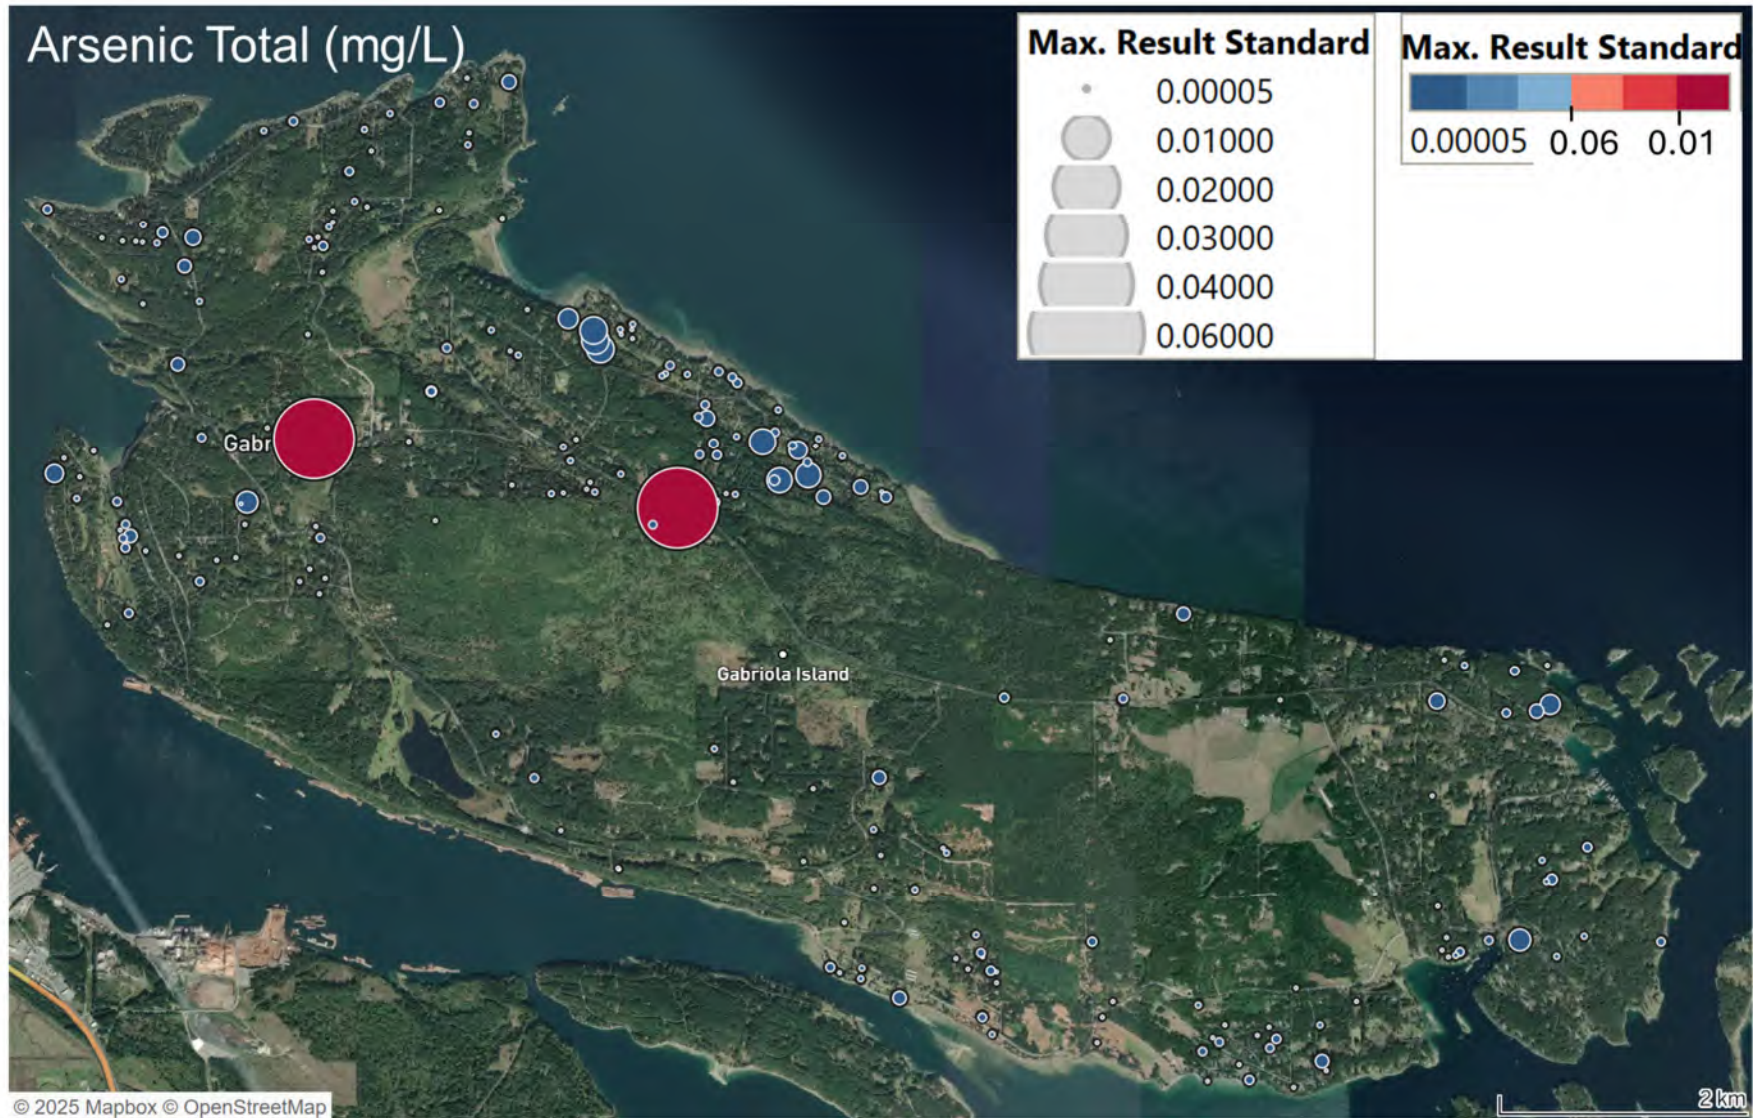 Arsenic Total (mg/L)
Max. Result Standard
0.00005
0.01000
0.02000
0.03000
0.04000
0.06000
Max. Result Standard
0.00005 0.06 0.01
Gabr
Gabriola Island
© 2025 Mapbox © OpenStreetMap
2 km